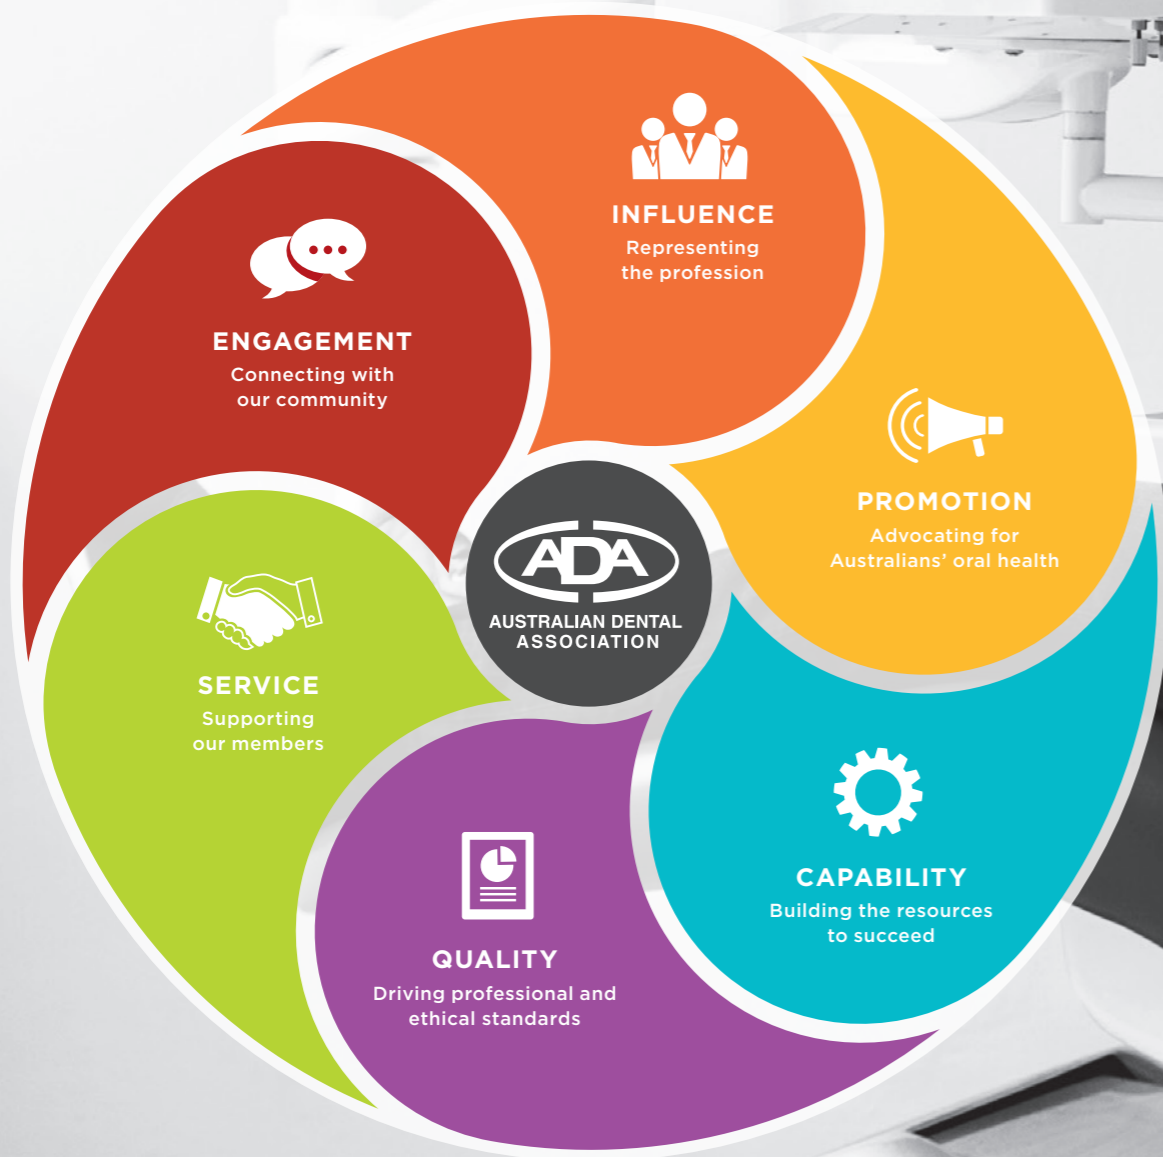 INFLUENCE
Representing
the profession
ENGAGEMENT
Connecting with
our community
PROMOTION
Advocating for
Australians’ oral health
ADA
AUSTRALIAN DENTAL
ASSOCIATION
SERVICE
Supporting
our members
CAPABILITY
Building the resources
to succeed
QUALITY
Driving professional and
ethical standards